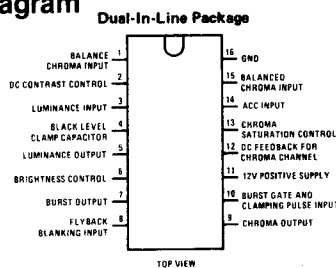 agram
Dual-In-Line Package
BALANCE
CHROMA INPUT
1
DC CONTRAST CONTROL
2
LUMINANCE INPUT
3
BLACK LEVEL
CLAMP CAPACITOR
4
LUMINANCE OUTPUT
5
BRIGHTNESS CONTROL
6
BURST OUTPUT
7
FLYBACK
BLANKING INPUT
8
16
GND
15
BALANCED
CHROMA INPUT
14
ACC INPUT
13
CHROMA
SATURATION CONTROL
12
DC FEEDBACK FOR
CHROMA CHANNEL
11
12V POSITIVE SUPPLY
10
BURST GATE AND
CLAMPING PULSE INPUT
9
CHROMA OUTPUT
TOP VIEW